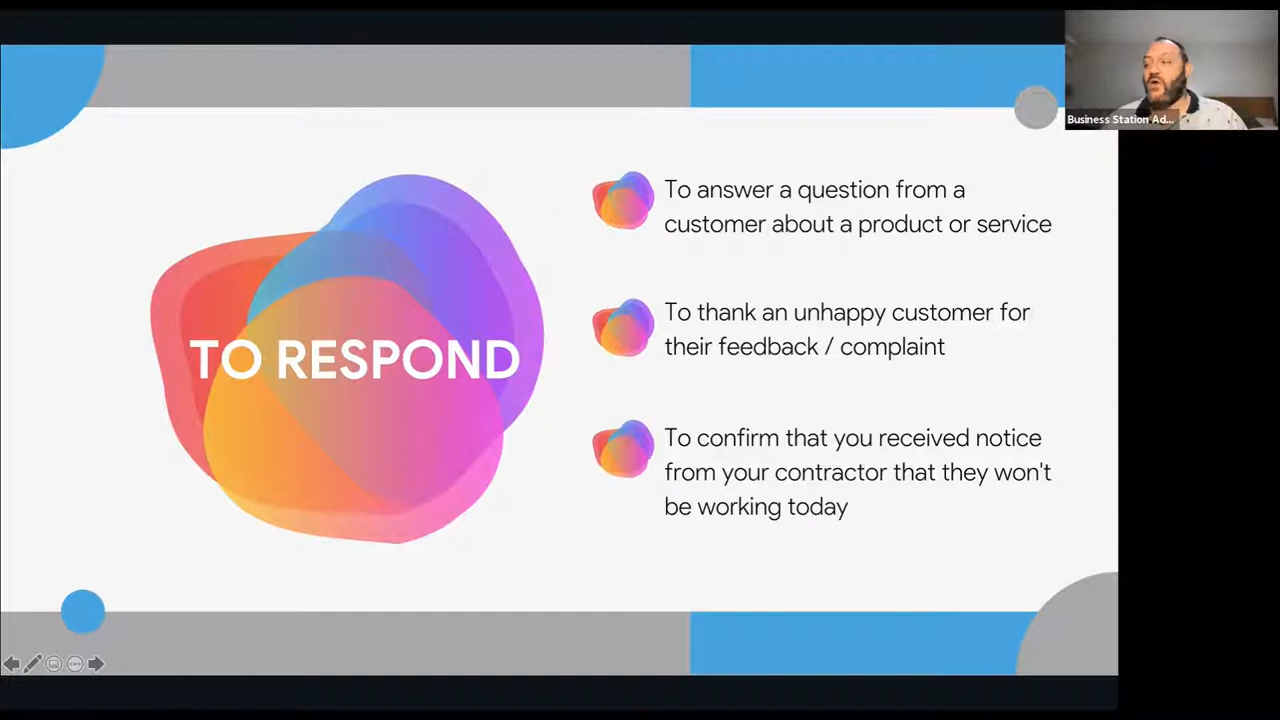 Business Station Ad...
TO RESPOND
To answer a question from a
customer about a product or service
To thank an unhappy customer for
their feedback / complaint
To confirm that you received notice
from your contractor that they won't
be working today